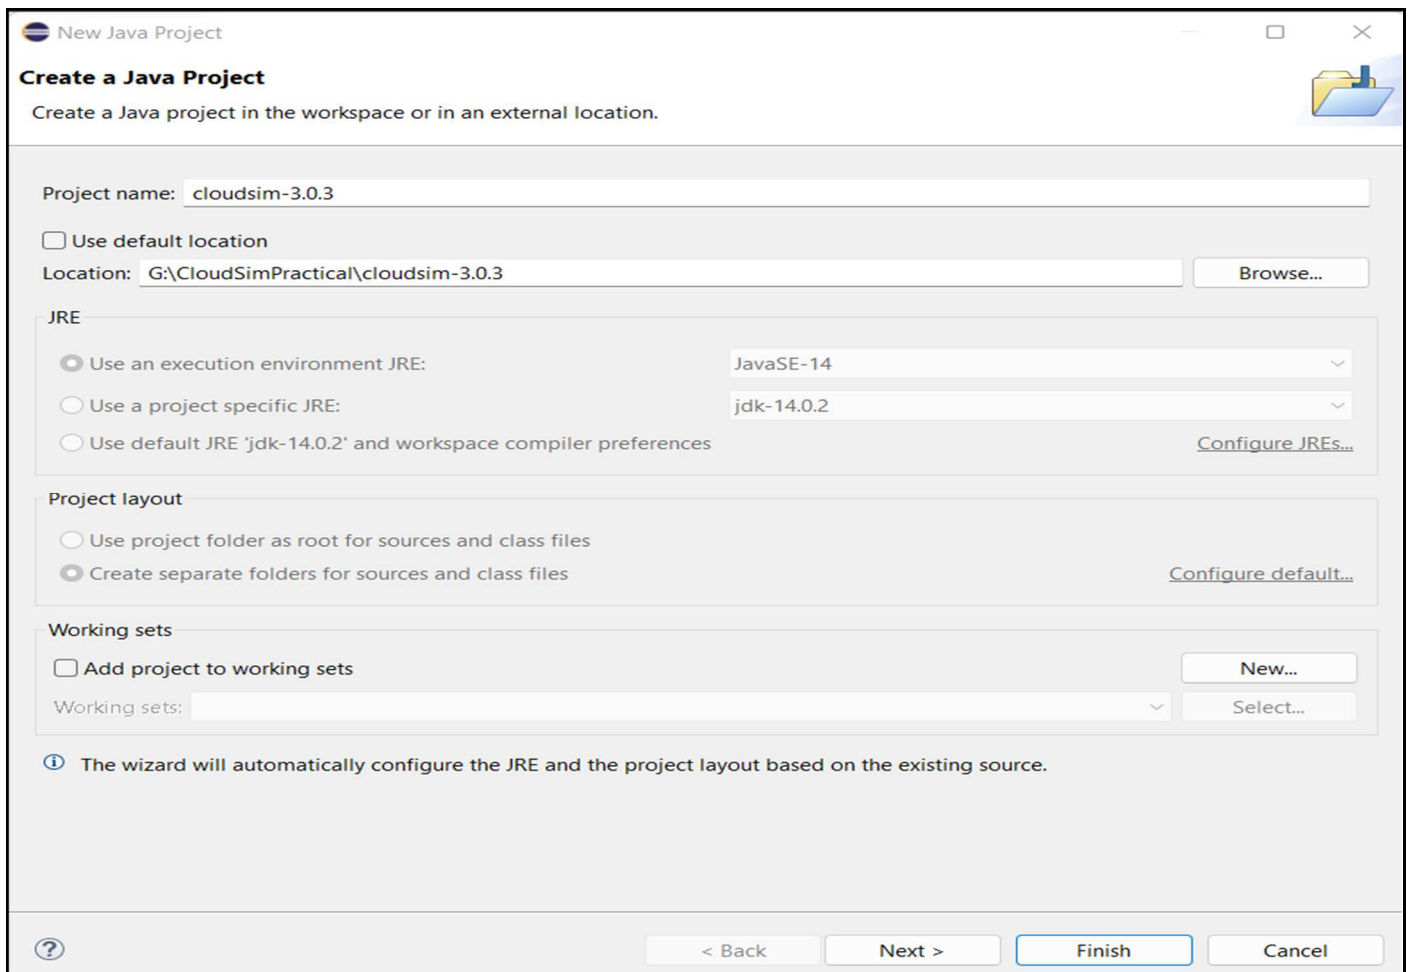 New Java Project
Create a Java Project
Create a Java project in the workspace or in an external location.
Project name: cloudsim-3.0.3
Use default location
Location: G:\CloudSimPractical\cloudsim-3.0.3 Browse...
JRE
Use an execution environment JRE: JavaSE-14
Use a project specific JRE: jdk-14.0.2
Use default JRE 'jdk-14.0.2' and workspace compiler preferences Configure JREs...
Project layout
Use project folder as root for sources and class files
Create separate folders for sources and class files Configure default...
Working sets
Add project to working sets New...
Working sets: Select...
The wizard will automatically configure the JRE and the project layout based on the existing source.
< Back Next > Finish Cancel